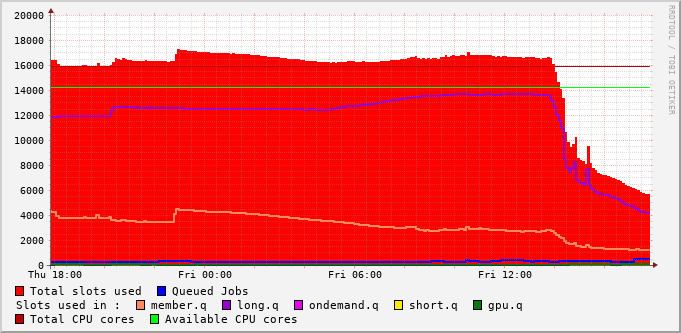 20000
18000
16000
14000
12000
10000
8000
6000
4000
2000
0
Thu 18:00 Fri 00:00 Fri 06:00 Fri 12:00
Total slots used Queued Jobs
Slots used in : member.q long.q ondemand.q short.q gpu.q
Total CPU cores Available CPU cores
RRDTOOL / TOBI OETIKER